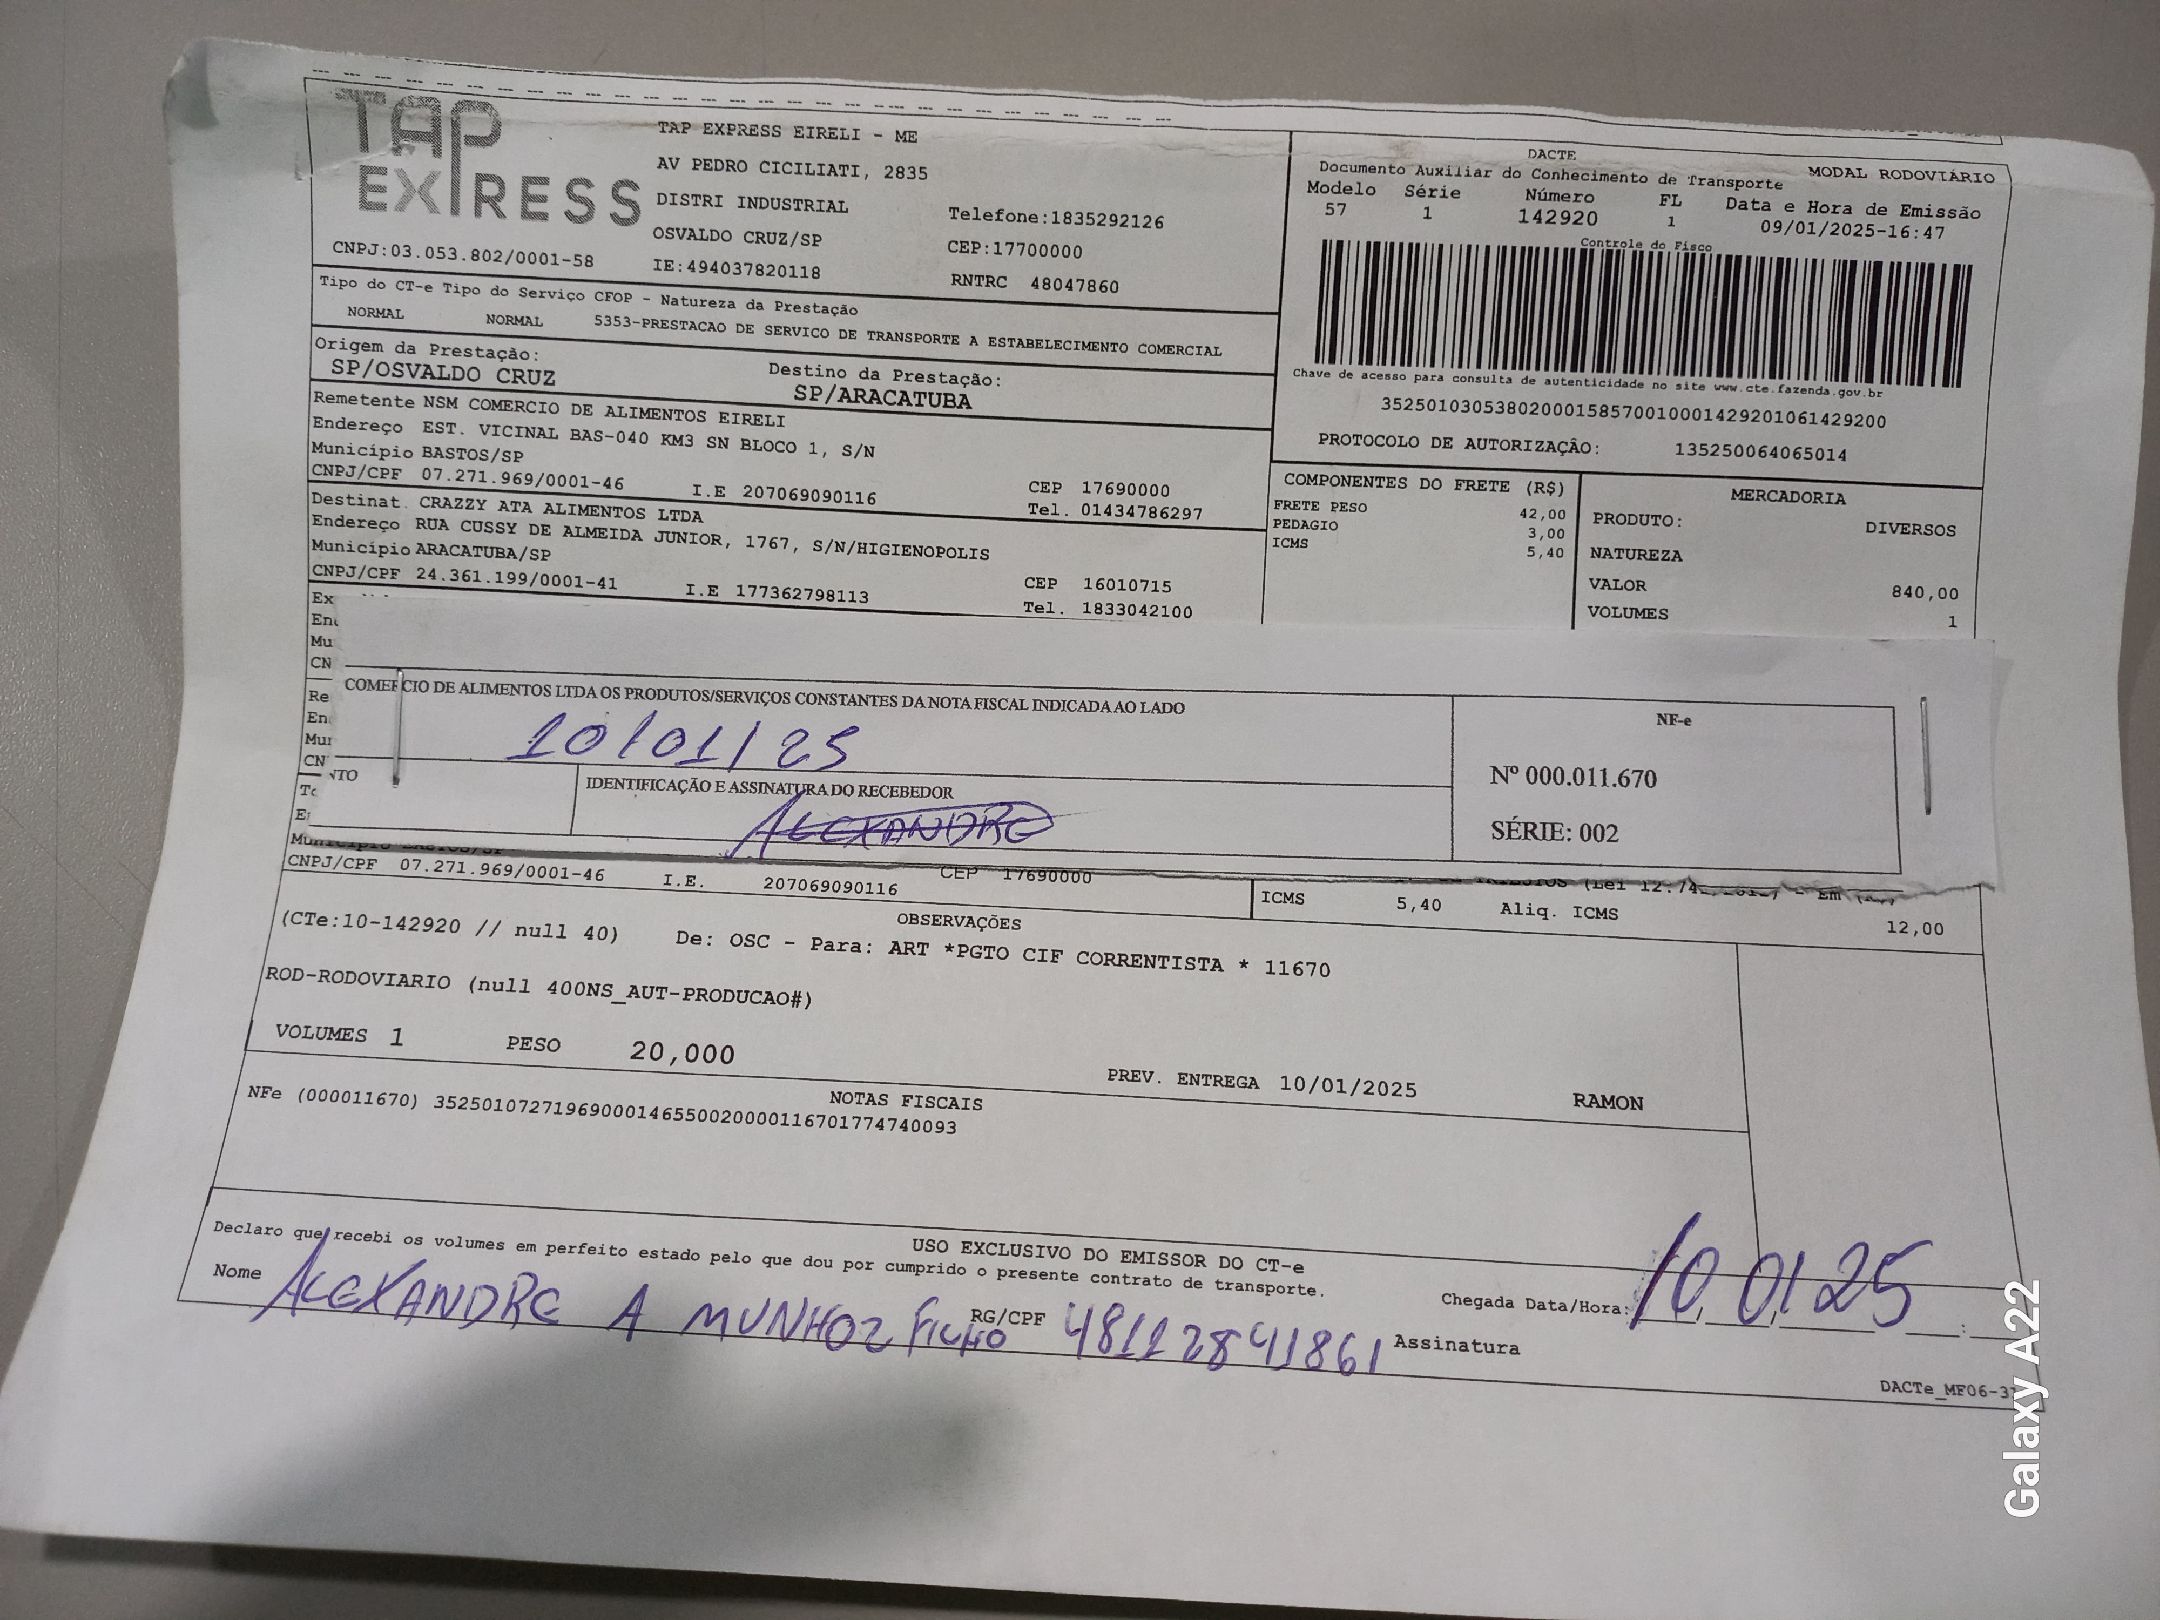 TAP EXPRESS
TAP EXPRESS EIRELI - ME
AV PEDRO CICILIATI, 2835
DISTRI INDUSTRIAL
OSVALDO CRUZ/SP
IE:494037820118
Telefone:1835292126
CEP:17700000
RNTRC 48047860
CNPJ:03.053.802/0001-58
DACTE
Documento Auxiliar do Conhecimento de Transporte
MODAL RODOVIÁRIO
Modelo Série Número FL Data e Hora de Emissão
57 1 142920 1 09/01/2025-16:47
Controle do Fisco
Chave de acesso para consulta de autenticidade no site www.cte.fazenda.gov.br
35250103053802000158570010001429201061429200
PROTOCOLO DE AUTORIZAÇÃO: 135250064065014
Tipo do CT-e Tipo do Serviço CFOP - Natureza da Prestação
NORMAL NORMAL 5353-PRESTACAO DE SERVICO DE TRANSPORTE A ESTABELECIMENTO COMERCIAL
Origem da Prestação: Destino da Prestação:
SP/OSVALDO CRUZ SP/ARACATUBA
Remetente NSM COMERCIO DE ALIMENTOS EIRELI
Endereço EST. VICINAL BAS-040 KM3 SN BLOCO 1, S/N
Município BASTOS/SP CEP 17690000
CNPJ/CPF 07.271.969/0001-46 I.E 207069090116 Tel. 01434786297
Destinat. CRAZZY ATA ALIMENTOS LTDA
Endereço RUA CUSSY DE ALMEIDA JUNIOR, 1767, S/N/HIGIENOPOLIS
Município ARACATUBA/SP CEP 16010715
CNPJ/CPF 24.361.199/0001-41 I.E 177362798113 Tel. 1833042100
COMPONENTES DO FRETE (R$)
FRETE PESO 42,00
PEDAGIO 3,00
ICMS 5,40
MERCADORIA
PRODUTO: DIVERSOS
NATUREZA
VALOR 840,00
VOLUMES 1
Ex
En
Mu
CN
Re
En
Mu
CN
COMERCIO DE ALIMENTOS LTDA OS PRODUTOS/SERVIÇOS CONSTANTES DA NOTA FISCAL INDICADA AO LADO
10/01/25
NTO
IDENTIFICAÇÃO E ASSINATURA DO RECEBEDOR
ALEXANDRE
NF-e
Nº 000.011.670
SÉRIE: 002
Município BASTOS/SP CEP 17690000
CNPJ/CPF 07.271.969/0001-46 I.E. 207069090116
ICMS 5,40 Aliq. ICMS 12,00
OBSERVAÇÕES
(CTe:10-142920 // null 40) De: OSC - Para: ART *PGTO CIF CORRENTISTA * 11670
ROD-RODOVIARIO (null 400NS_AUT-PRODUCAO#)
VOLUMES 1 PESO 20,000 PREV. ENTREGA 10/01/2025 RAMON
NOTAS FISCAIS
NFe (000011670) 35250107271969000146550020000116701774740093
USO EXCLUSIVO DO EMISSOR DO CT-e
Declaro que recebi os volumes em perfeito estado pelo que dou por cumprido o presente contrato de transporte.
Nome ALEXANDRE A MUNHOZ FILHO RG/CPF 48112841861 Assinatura
Chegada Data/Hora: 10 01 25
DACTe_MF06-3
Galaxy A22